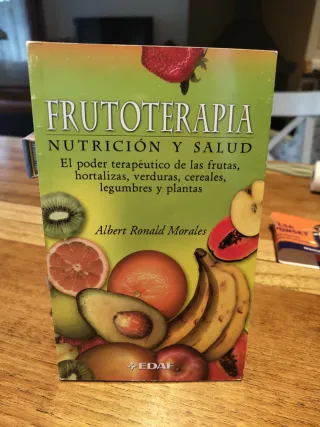 FRUTOTERAPIA
NUTRICIÓN Y SALUD
El poder terapéutico de las frutas,
hortalizas, verduras, cereales,
legumbres y plantas
Albert Ronald Morales
EDAF